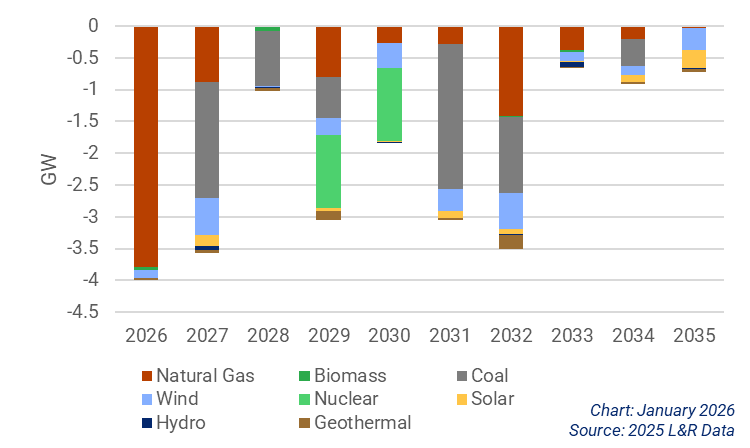 0
-0.5
-1
-1.5
-2
-2.5
-3
-3.5
-4
-4.5
GW
2026 2027 2028 2029 2030 2031 2032 2033 2034 2035
Natural Gas Biomass Coal
Wind Nuclear Solar
Hydro Geothermal
Chart: January 2026
Source: 2025 L&R Data